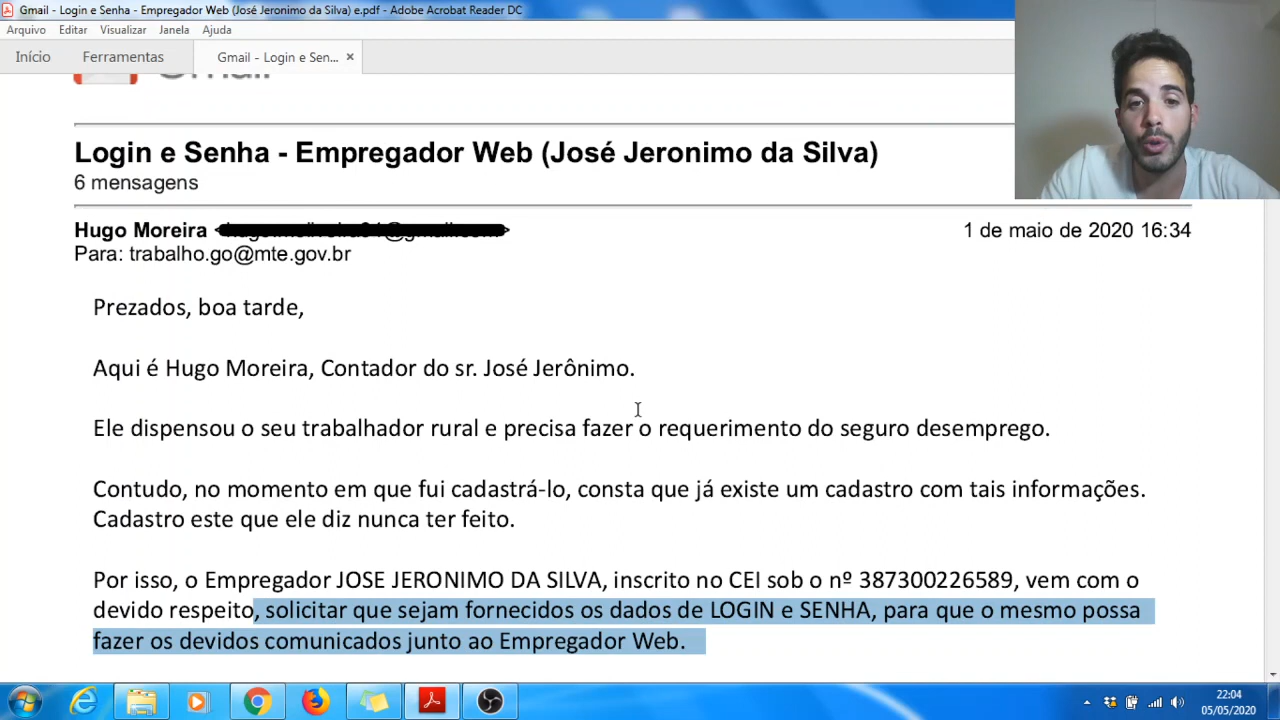 Gmail - Login e Senha - Empregador Web (José Jeronimo da Silva) e.pdf - Adobe Acrobat Reader DC
Arquivo Editar Visualizar Janela Ajuda
Início Ferramentas Gmail - Login e Sen... ×
Gmail
Login e Senha - Empregador Web (José Jeronimo da Silva)
6 mensagens
Hugo Moreira 1 de maio de 2020 16:34
Para: trabalho.go@mte.gov.br
Prezados, boa tarde,
Aqui é Hugo Moreira, Contador do sr. José Jerônimo.
Ele dispensou o seu trabalhador rural e precisa fazer o requerimento do seguro desemprego.
Contudo, no momento em que fui cadastrá-lo, consta que já existe um cadastro com tais informações.
Cadastro este que ele diz nunca ter feito.
Por isso, o Empregador JOSE JERONIMO DA SILVA, inscrito no CEI sob o nº 387300226589, vem com o
devido respeito, solicitar que sejam fornecidos os dados de LOGIN e SENHA, para que o mesmo possa
fazer os devidos comunicados junto ao Empregador Web.
22:04
05/05/2020